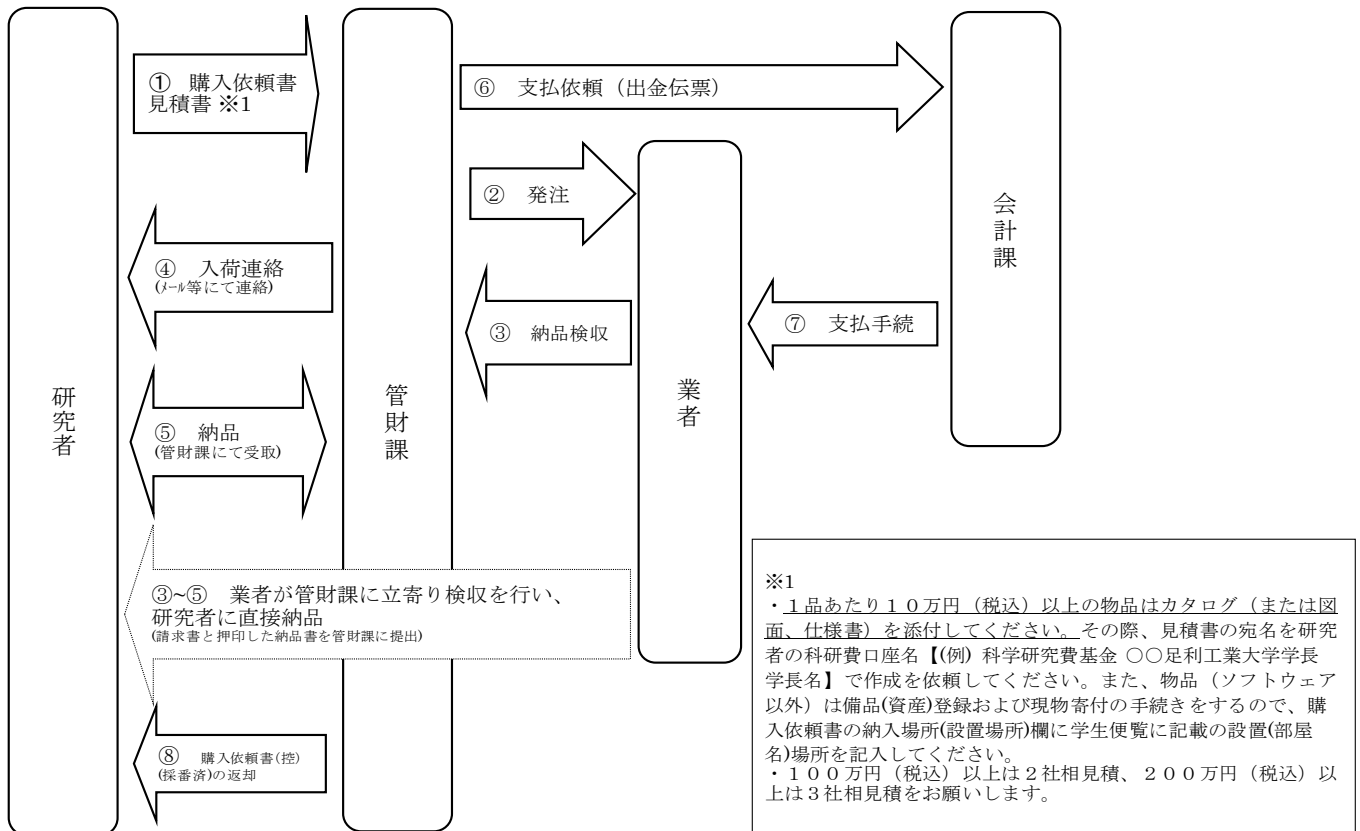 ① 購入依頼書
見積書 ※1
⑥ 支払依頼（出金伝票）
② 発注
④ 入荷連絡
(ﾒｰﾙ等にて連絡)
③ 納品検収
⑦ 支払手続
研究者
管財課
業者
会計課
⑤ 納品
(管財課にて受取)
③~⑤ 業者が管財課に立寄り検収を行い、
研究者に直接納品
(請求書と押印した納品書を管財課に提出)
⑧ 購入依頼書(控)
(採番済)の返却
※1
・１品あたり１０万円（税込）以上の物品はカタログ（または図
面、仕様書）を添付してください。その際、見積書の宛名を研究
者の科研費口座名【(例) 科学研究費基金 ○○足利工業大学学長
学長名】で作成を依頼してください。また、物品（ソフトウェア
以外）は備品(資産)登録および現物寄付の手続きをするので、購
入依頼書の納入場所(設置場所)欄に学生便覧に記載の設置(部屋
名)場所を記入してください。
・１００万円（税込）以上は２社相見積、２００万円（税込）以
上は３社相見積をお願いします。